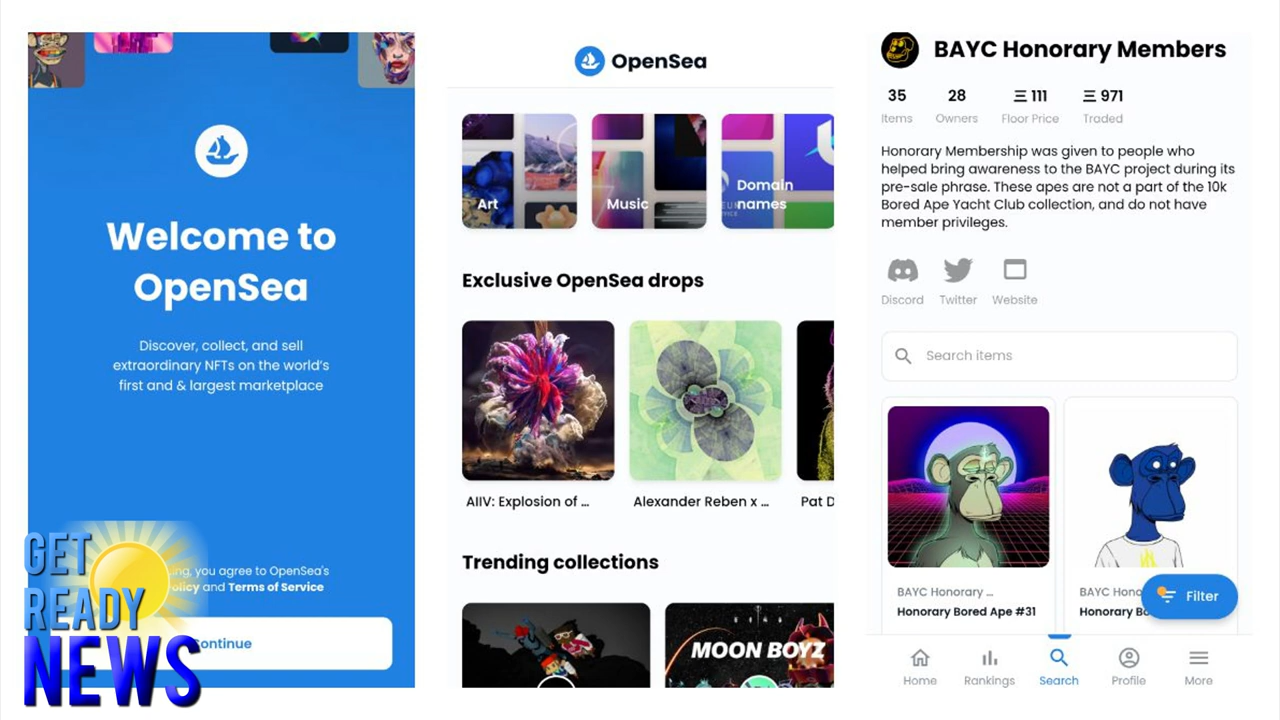 Welcome to
OpenSea
Discover, collect, and sell
extraordinary NFTs on the world's
first and & largest marketplace
you agree to OpenSea's
and Terms of Service
Continue
GET
READY
NEWS
OpenSea
Art
Music
Domain
names
Exclusive OpenSea drops
AIIV: Explosion of ...
Alexander Reben x ...
Pat D
Trending collections
MOON BOYZ
BAYC Honorary Members
35
28
111
971
Items
Owners
Floor Price
Traded
Honorary Membership was given to people who
helped bring awareness to the BAYC project during its
pre-sale phrase. These apes are not a part of the 10k
Bored Ape Yacht Club collection, and do not have
member privileges.
Discord
Twitter
Website
Search items
BAYC Honorary ...
Honorary Bored Ape #31
BAYC Hono
Honorary Bo
Filter
Home
Rankings
Search
Profile
More